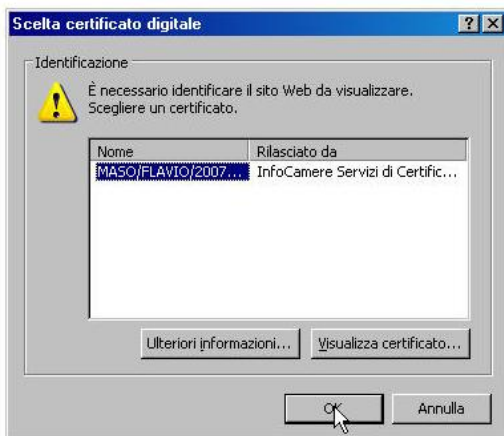 Scelta certificato digitale
Identificazione
È necessario identificare il sito Web da visualizzare.
Scegliere un certificato.
Nome Rilasciato da
MASO/FLAVIO/2007... InfoCamere Servizi di Certific...
Ulteriori informazioni... Visualizza certificato...
OK Annulla